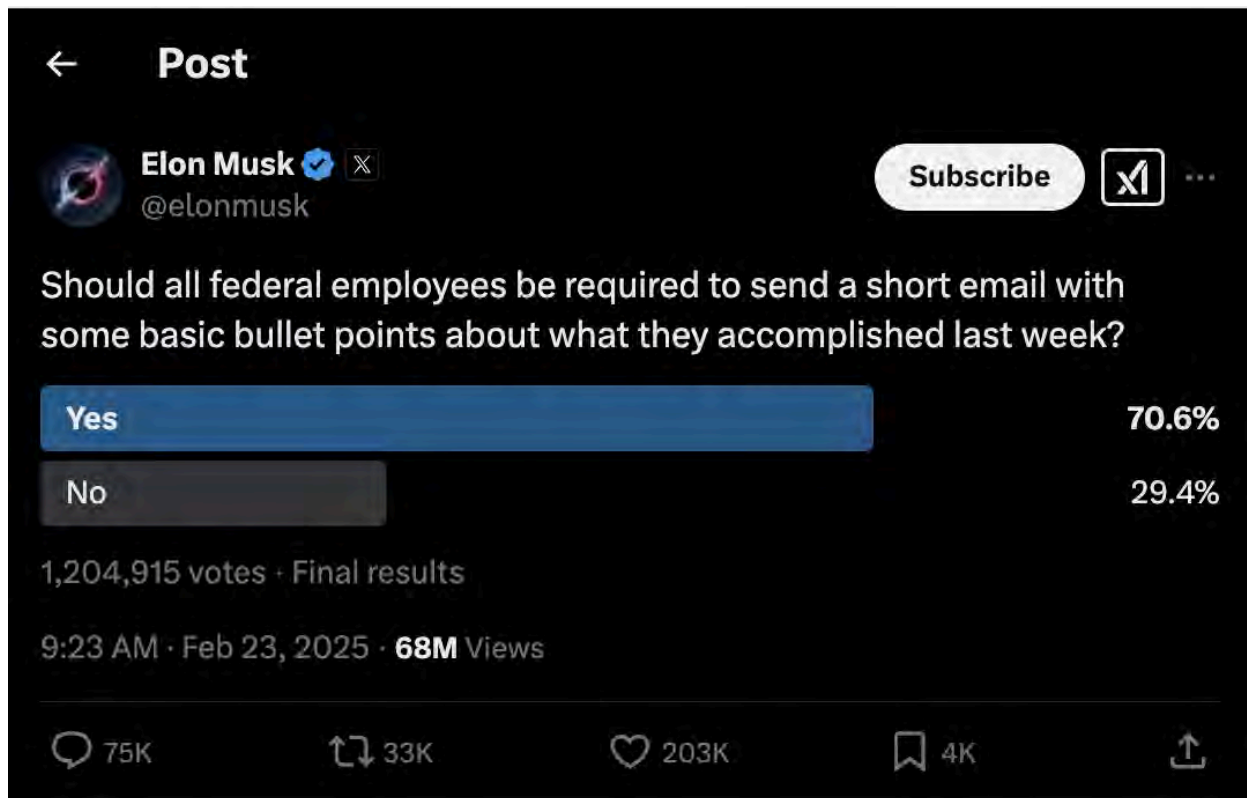 Post
Elon Musk
@elonmusk
Subscribe
Should all federal employees be required to send a short email with
some basic bullet points about what they accomplished last week?
Yes 70.6%
No 29.4%
1,204,915 votes · Final results
9:23 AM · Feb 23, 2025 · 68M Views
75K 33K 203K 4K